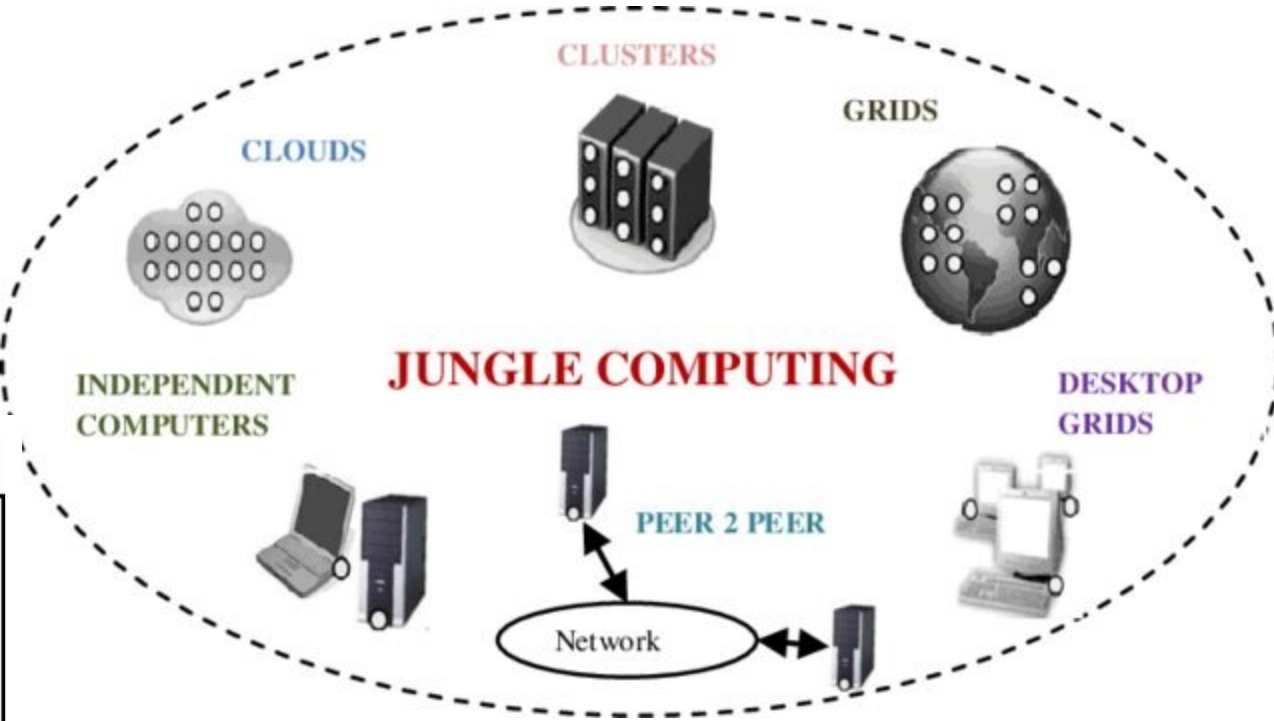 CLUSTERS
GRIDS
CLOUDS
JUNGLE COMPUTING
INDEPENDENT
COMPUTERS
DESKTOP
GRIDS
PEER 2 PEER
Network